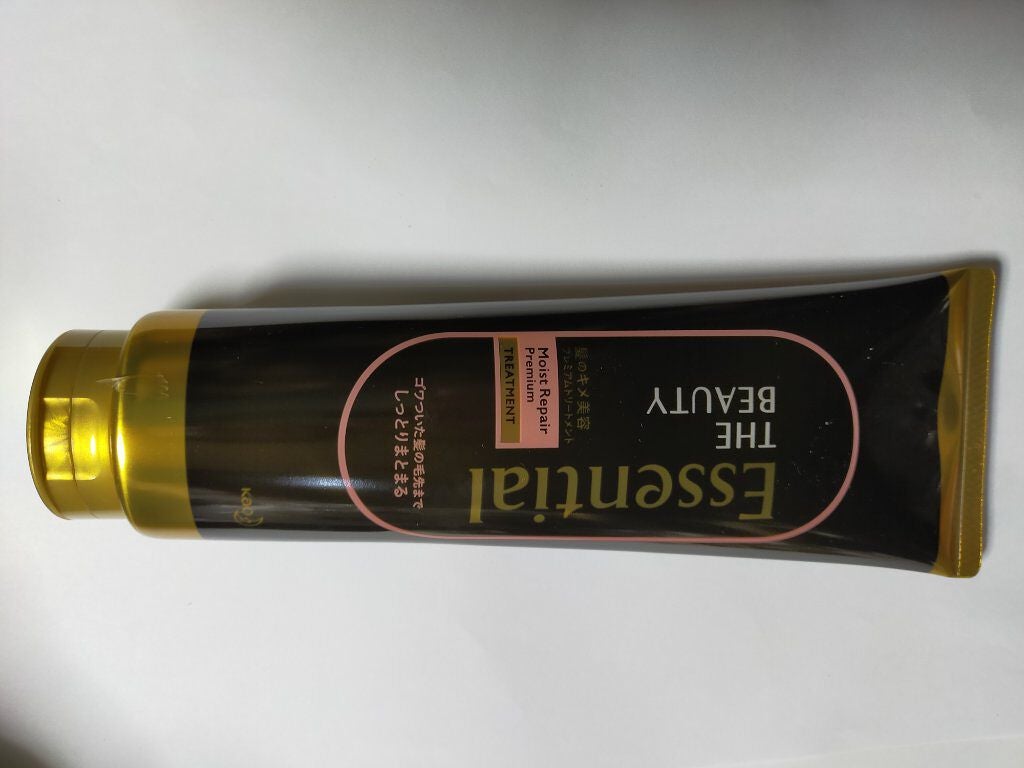 Essential
THE
BEAUTY
髪のキメ美容
プレミアムトリートメント
Moist Repair
Premium
TREATMENT
ゴワついた髪の毛先まで
しっとりまとまる
Kao